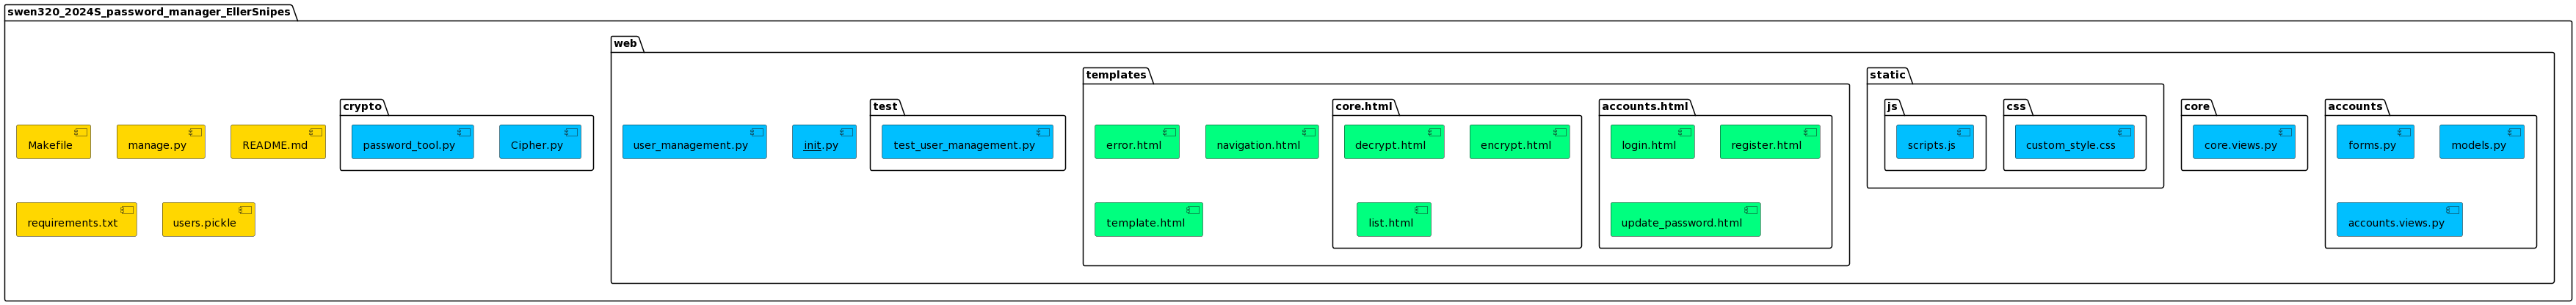 swen320_2024S_password_manager_EllerSnipes
web
templates
static
crypto
test
core.html
accounts.html
js
css
core
accounts
Makefile
manage.py
README.md
password_tool.py
Cipher.py
user_management.py
init.py
test_user_management.py
error.html
navigation.html
decrypt.html
encrypt.html
login.html
register.html
scripts.js
custom_style.css
core.views.py
forms.py
models.py
requirements.txt
users.pickle
template.html
list.html
update_password.html
accounts.views.py